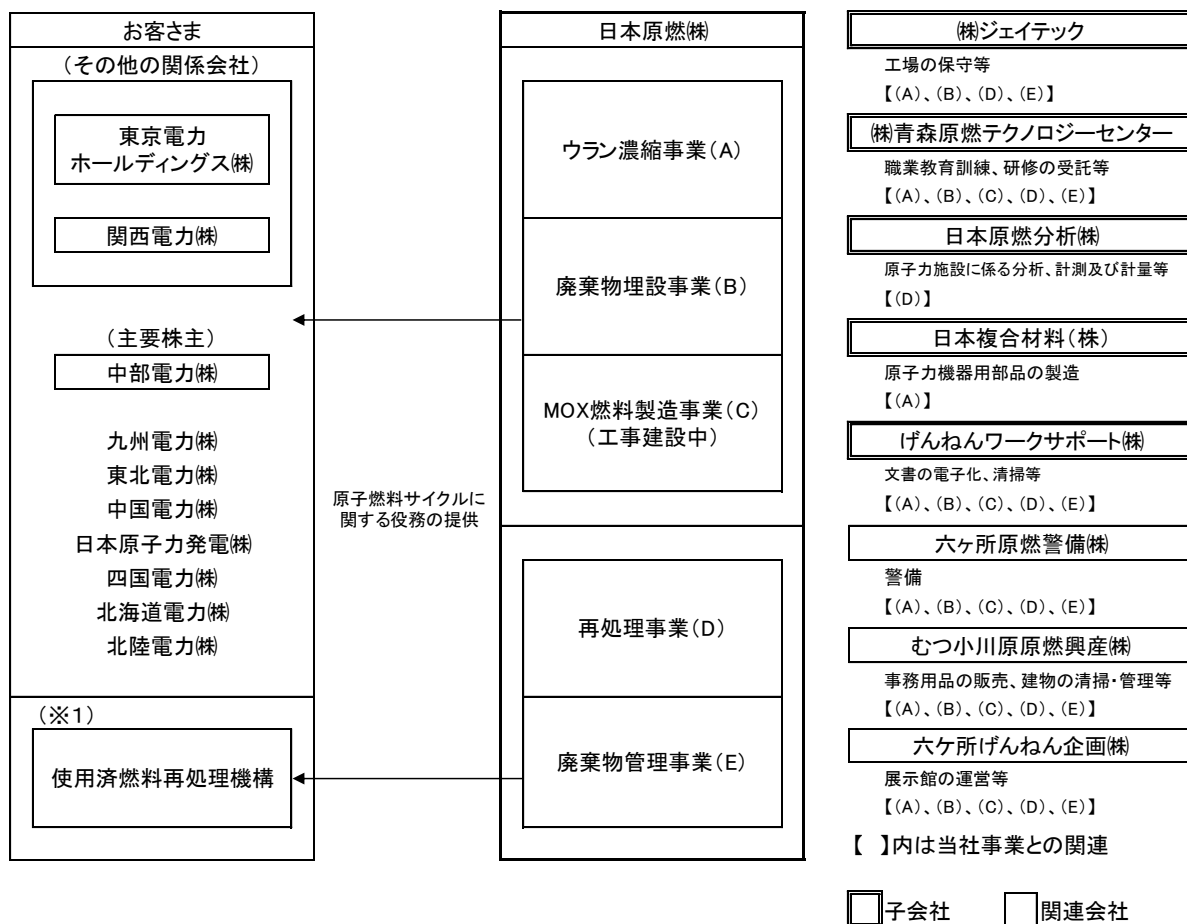 お客さま
(その他の関係会社)
東京電力
ホールディングス㈱
関西電力㈱
(主要株主)
中部電力㈱
九州電力㈱
東北電力㈱
中国電力㈱
日本原子力発電㈱
四国電力㈱
北海道電力㈱
北陸電力㈱
(※1)
使用済燃料再処理機構
原子燃料サイクルに
関する役務の提供
日本原燃㈱
ウラン濃縮事業(A)
廃棄物埋設事業(B)
MOX燃料製造事業(C)
(工事建設中)
再処理事業(D)
廃棄物管理事業(E)
㈱ジェイテック
工場の保守等
【(A)、(B)、(D)、(E)】
㈱青森原燃テクノロジーセンター
職業教育訓練、研修の受託等
【(A)、(B)、(C)、(D)、(E)】
日本原燃分析㈱
原子力施設に係る分析、計測及び計量等
【(D)】
日本複合材料(株)
原子力機器用部品の製造
【(A)】
げんねんワークサポート㈱
文書の電子化、清掃等
【(A)、(B)、(C)、(D)、(E)】
六ヶ所原燃警備㈱
警備
【(A)、(B)、(C)、(D)、(E)】
むつ小川原原燃興産㈱
事務用品の販売、建物の清掃・管理等
【(A)、(B)、(C)、(D)、(E)】
六ケ所げんねん企画㈱
展示館の運営等
【(A)、(B)、(C)、(D)、(E)】
【 】内は当社事業との関連
子会社
関連会社